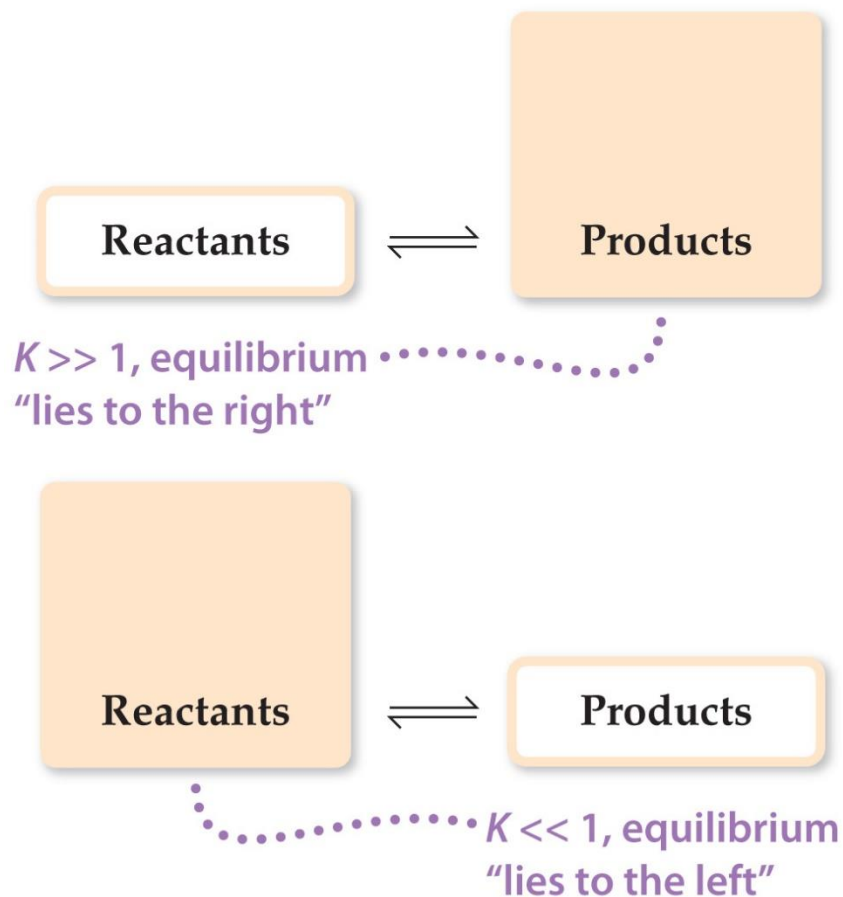 Reactants ⇌ Products
K >> 1, equilibrium
“lies to the right”
Reactants ⇌ Products
K << 1, equilibrium
“lies to the left”